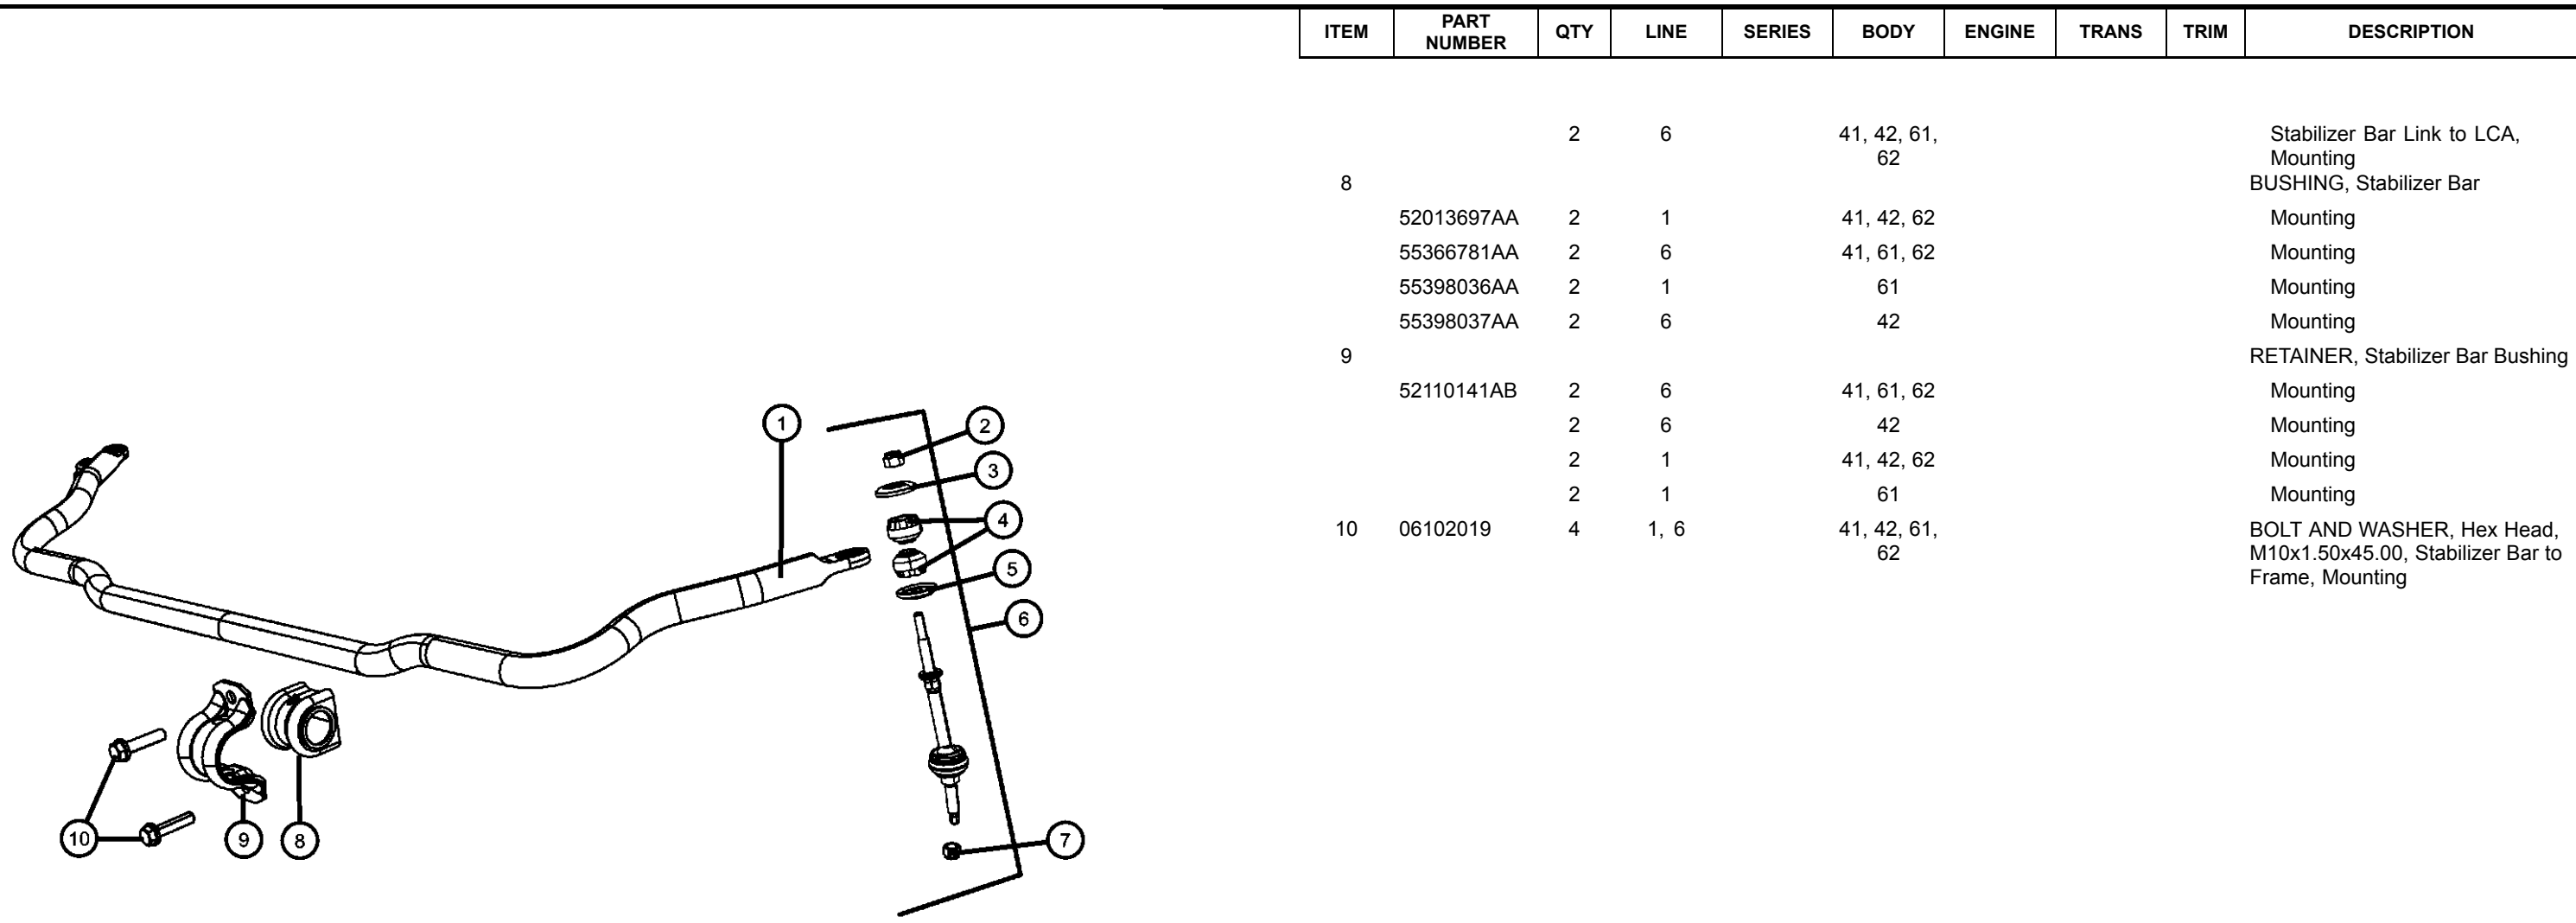 ITEM PART NUMBER QTY LINE SERIES BODY ENGINE TRANS TRIM DESCRIPTION
2 6 41, 42, 61, 62 Stabilizer Bar Link to LCA, Mounting
8 BUSHING, Stabilizer Bar
52013697AA 2 1 41, 42, 62 Mounting
55366781AA 2 6 41, 61, 62 Mounting
55398036AA 2 1 61 Mounting
55398037AA 2 6 42 Mounting
9 RETAINER, Stabilizer Bar Bushing
52110141AB 2 6 41, 61, 62 Mounting
2 6 42 Mounting
2 1 41, 42, 62 Mounting
2 1 61 Mounting
10 06102019 4 1, 6 41, 42, 61, 62 BOLT AND WASHER, Hex Head, M10x1.50x45.00, Stabilizer Bar to Frame, Mounting
1
2
3
4
5
6
7
8
9
10